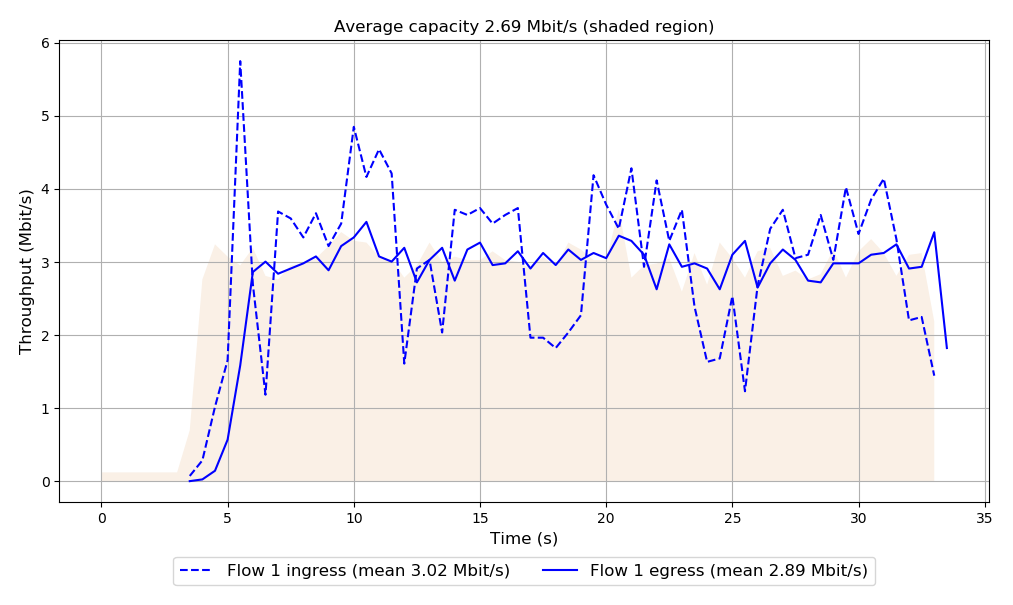 Average capacity 2.69 Mbit/s (shaded region)
6
5
4
3
2
1
0
Throughput (Mbit/s)
0 5 10 15 20 25 30 35
Time (s)
Flow 1 ingress (mean 3.02 Mbit/s) Flow 1 egress (mean 2.89 Mbit/s)